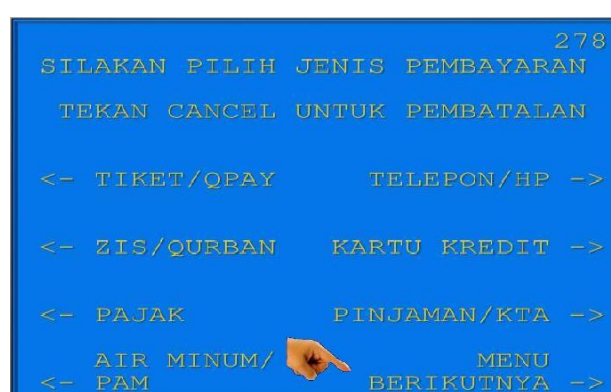 278
SILAKAN PILIH JENIS PEMBAYARAN
TEKAN CANCEL UNTUK PEMBATALAN
<- TIKET/QPAY TELEPON/HP ->
<- ZIS/QURBAN KARTU KREDIT ->
<- PAJAK PINJAMAN/KTA ->
AIR MINUM/ MENU
<- PAM BERIKUTNYA ->